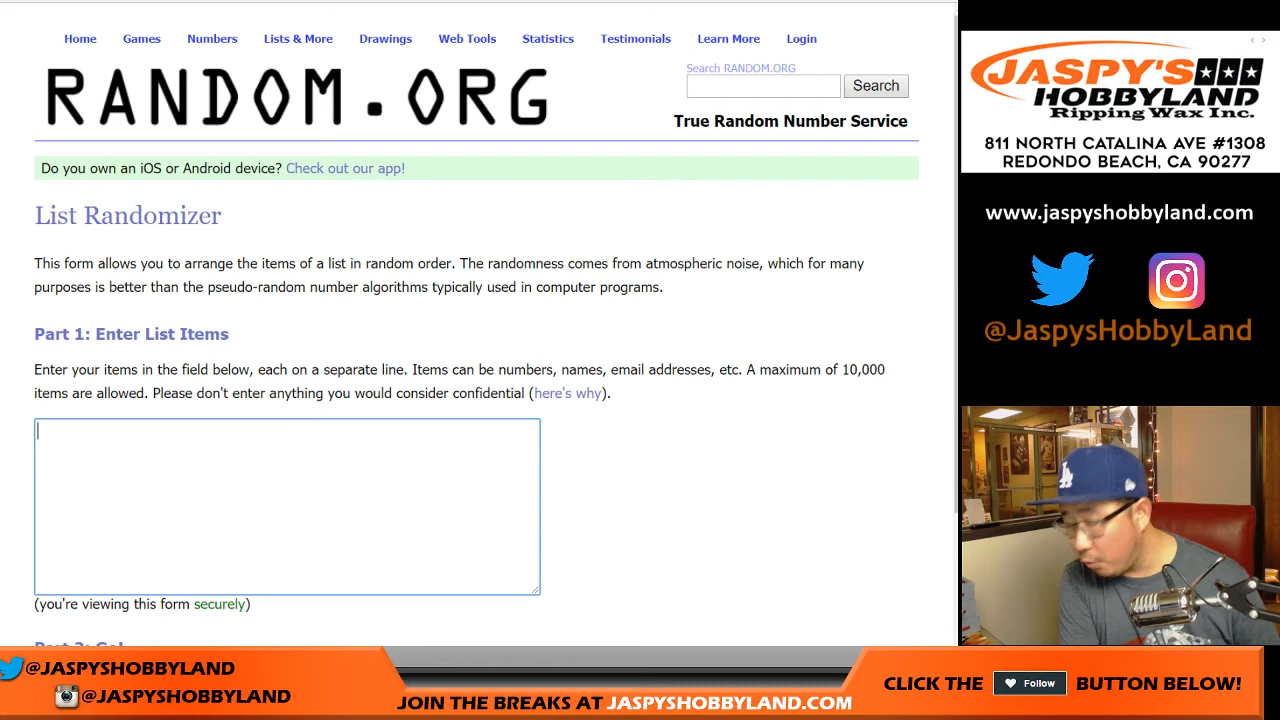 Home Games Numbers Lists & More Drawings Web Tools Statistics Testimonials Learn More Login
RANDOM.ORG
Search RANDOM.ORG
Search
True Random Number Service
Do you own an iOS or Android device? Check out our app!
List Randomizer
This form allows you to arrange the items of a list in random order. The randomness comes from atmospheric noise, which for many
purposes is better than the pseudo-random number algorithms typically used in computer programs.
Part 1: Enter List Items
Enter your items in the field below, each on a separate line. Items can be numbers, names, email addresses, etc. A maximum of 10,000
items are allowed. Please don't enter anything you would consider confidential (here's why).
(you're viewing this form securely)
Part 2: Go!
JASPY'S
HOBBYLAND
Ripping Wax Inc.
811 NORTH CATALINA AVE #1308
REDONDO BEACH, CA 90277
www.jaspyshobbyland.com
@JaspysHobbyLand
LA
@JASPYSHOBBYLAND
@JASPYSHOBBYLAND
JOIN THE BREAKS AT JASPYSHOBBYLAND.COM
CLICK THE Follow BUTTON BELOW!